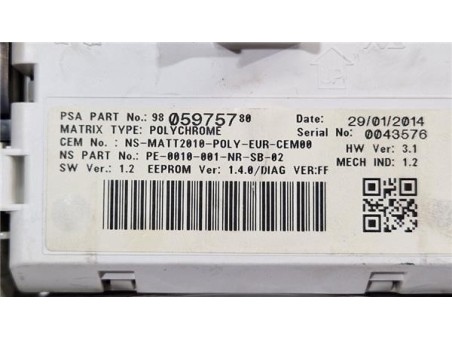 PSA PART No.: 98 059757 80 Date: 29/01/2014
MATRIX TYPE: POLYCHROME Serial No: 0043576
CEM No. : NS-MATT2010-POLY-EUR-CEM00 HW Ver: 3.1
NS PART No.: PE-0010-001-NR-SB-02 MECH IND: 1.2
SW Ver.: 1.2 EEPROM Ver: 1.4.0/DIAG VER:FF